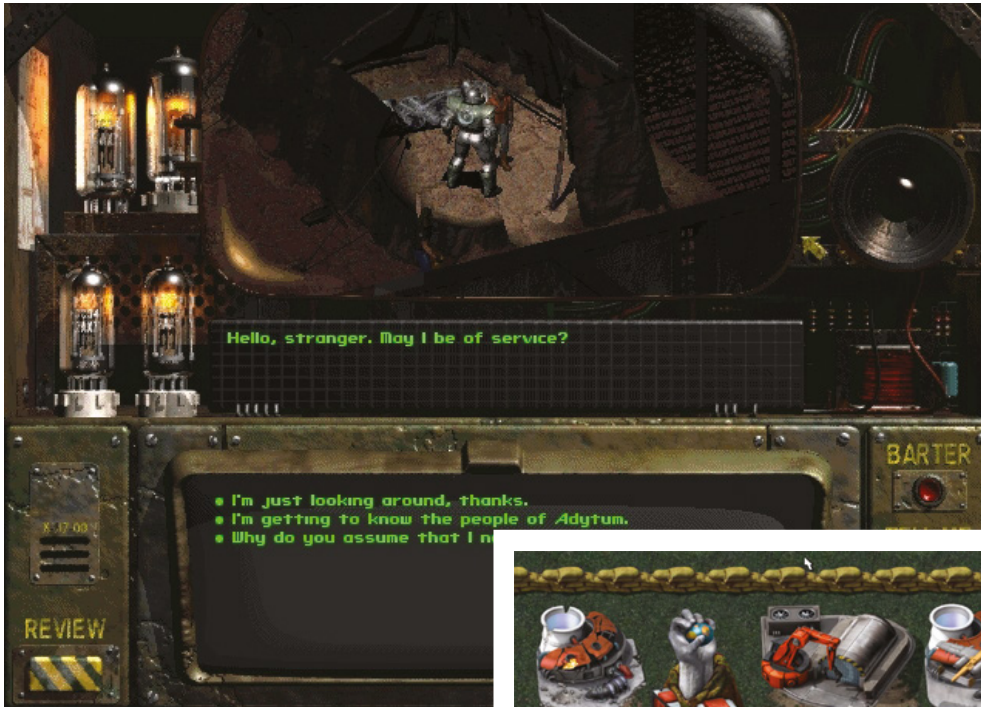 Hello, stranger. May I be of service?
I'm just looking around, thanks.
I'm getting to know the people of Adytum.
Why do you assume that I
BARTER
REVIEW